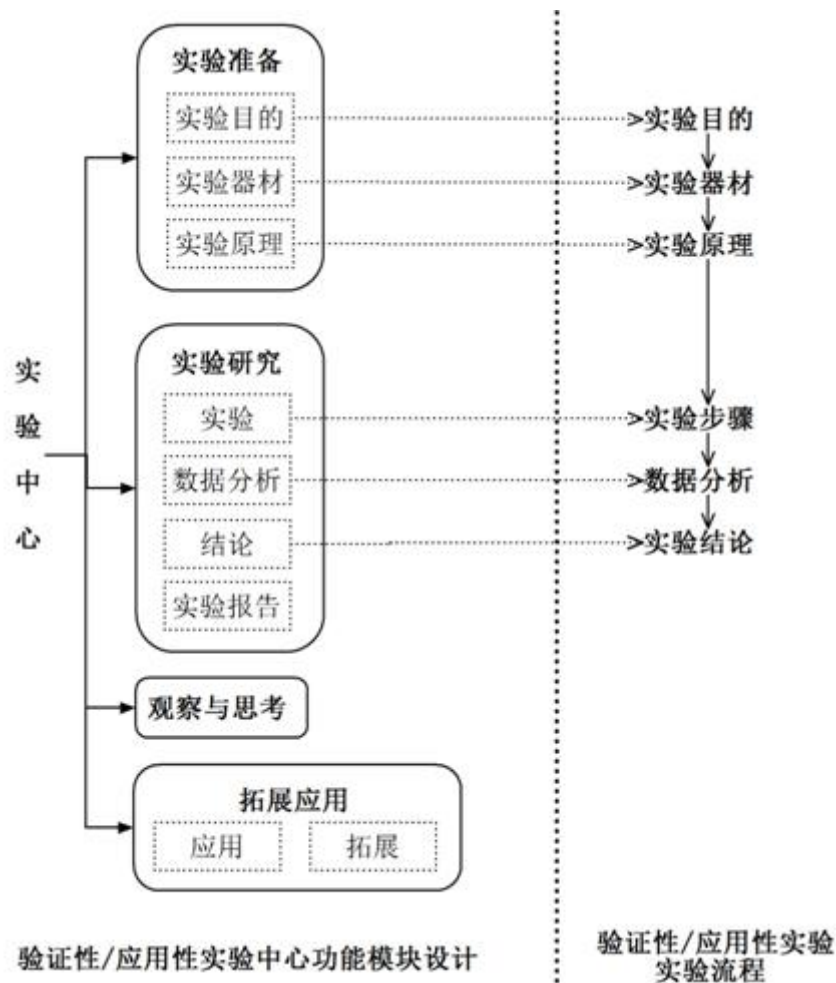 实验中心
实验准备
实验目的
实验器材
实验原理
实验研究
实验
数据分析
结论
实验报告
观察与思考
拓展应用
应用
拓展
验证性/应用性实验中心功能模块设计
实验目的
实验器材
实验原理
实验步骤
数据分析
实验结论
验证性/应用性实验
实验流程